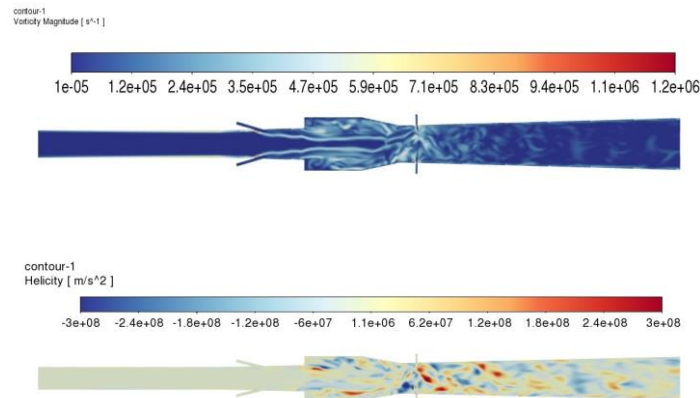 contour-1
Vorticity Magnitude [ s^-1 ]
1e-05 1.2e+05 2.4e+05 3.5e+05 4.7e+05 5.9e+05 7.1e+05 8.3e+05 9.4e+05 1.1e+06 1.2e+06
contour-1
Helicity [ m/s^2 ]
-3e+08 -2.4e+08 -1.8e+08 -1.2e+08 -6e+07 1.1e+06 6.2e+07 1.2e+08 1.8e+08 2.4e+08 3e+08